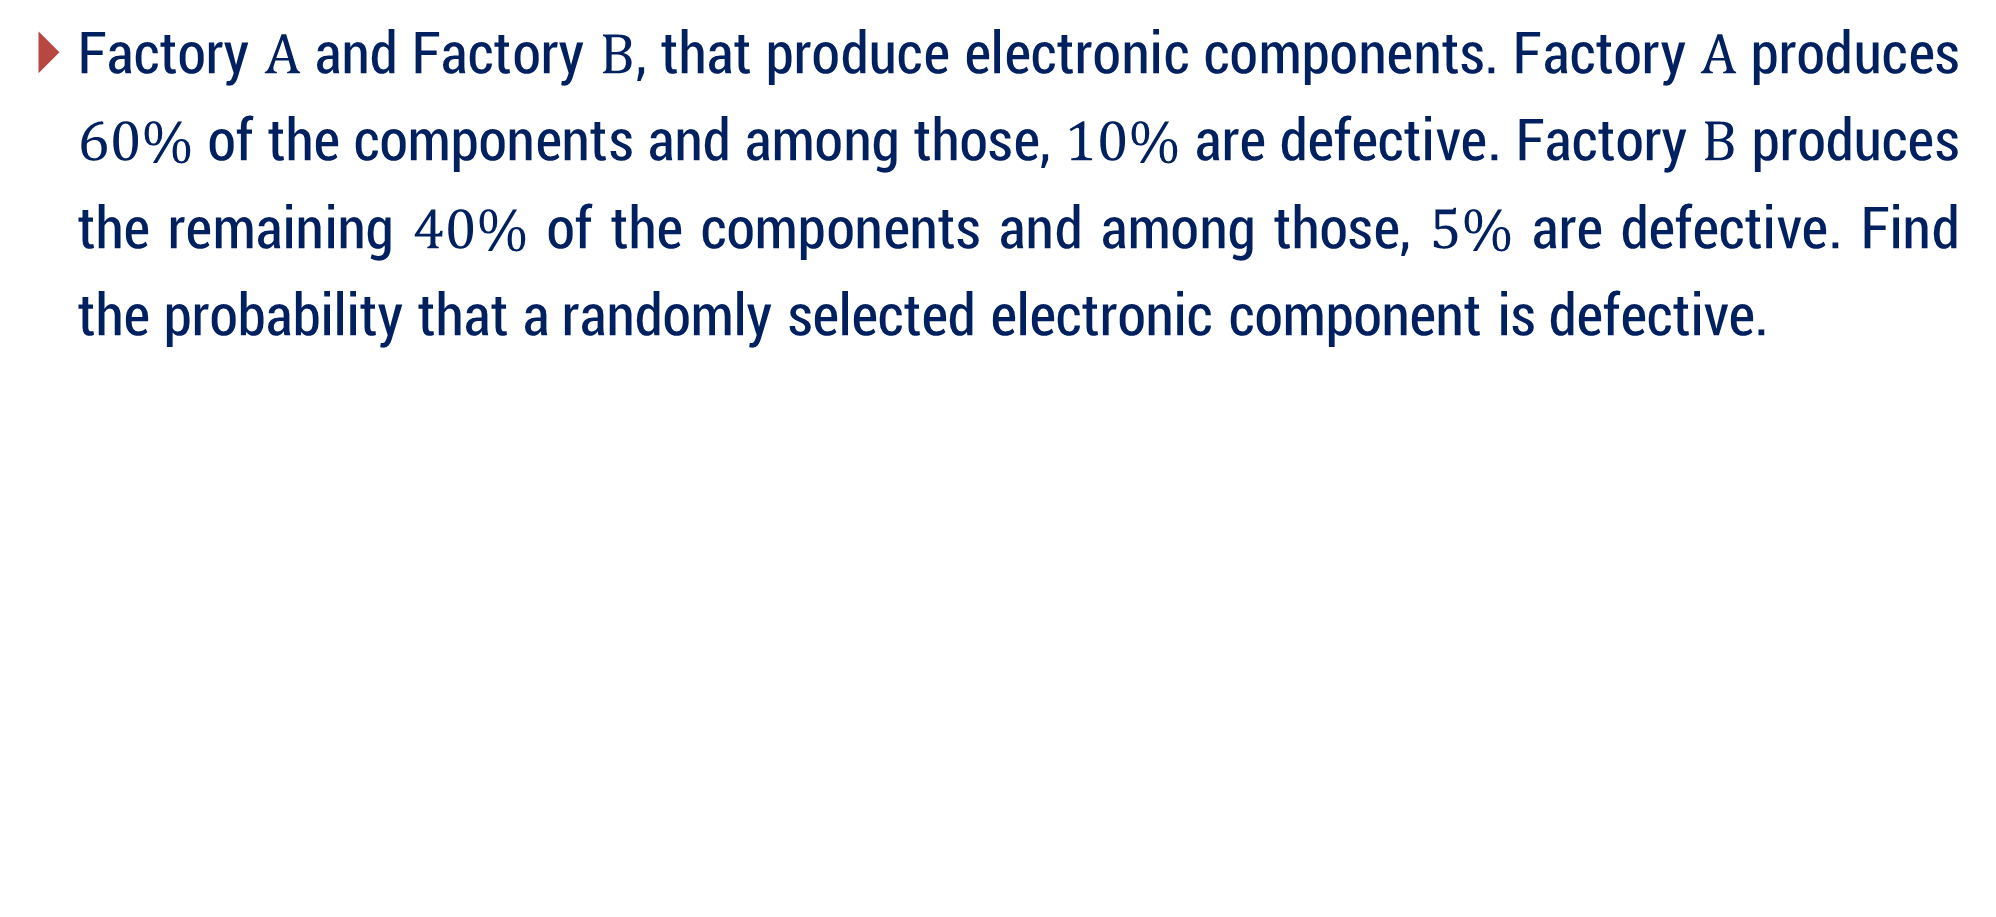 Factory A and Factory B, that produce electronic components. Factory A produces
60% of the components and among those, 10% are defective. Factory B produces
the remaining 40% of the components and among those, 5% are defective. Find
the probability that a randomly selected electronic component is defective.